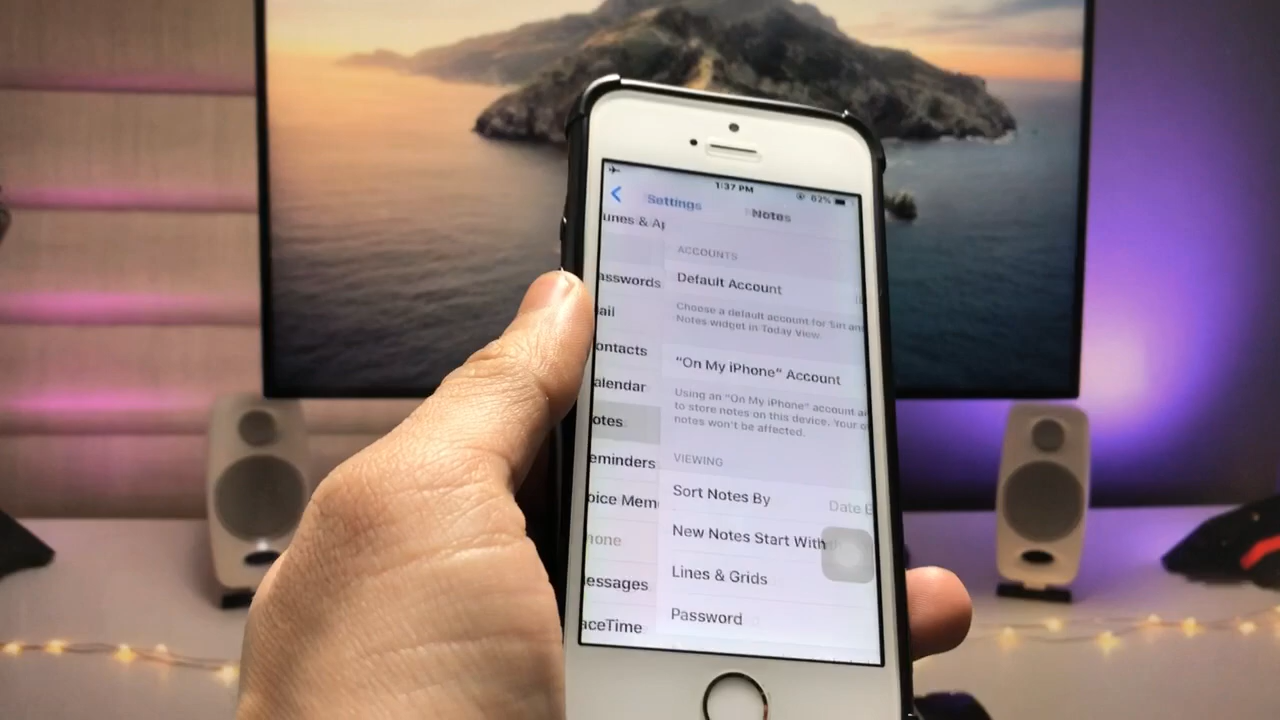 1:37 PM
62%
Settings
Notes
unes & Ap
ACCOUNTS
asswords
Default Account
Choose a default account for Siri an
Notes widget in Today View.
ail
ontacts
"On My iPhone" Account
alendar
Using an "On My iPhone" account a
to store notes on this device. Your o
notes won't be affected.
otes
VIEWING
eminders
Sort Notes By
Date E
oice Mem
New Notes Start With
hone
Lines & Grids
essages
Password
aceTime